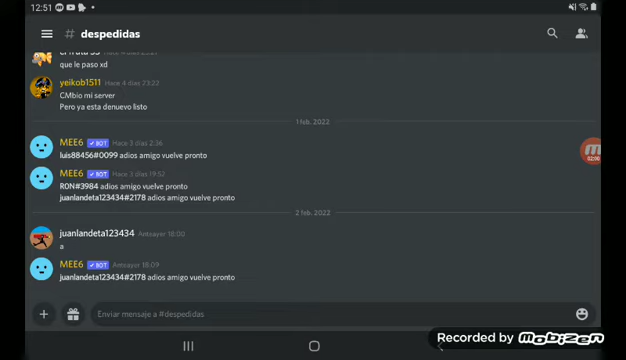 12:51
# despedidas
que le paso xd
yeikob1511 Hace 4 días 23:22
CMbio mi server
Pero ya esta denuevo listo
1 feb. 2022
MEE6 BOT Hace 3 días 2:36
luis88456#0099 adios amigo vuelve pronto
MEE6 BOT Hace 3 días 19:52
R0N#3984 adios amigo vuelve pronto
juanlandeta123434#2178 adios amigo vuelve pronto
02:06
2 feb. 2022
juanlandeta123434 Anteayer 18:00
a
MEE6 BOT Anteayer 18:09
juanlandeta123434#2178 adios amigo vuelve pronto
Enviar mensaje a #despedidas
Recorded by Mobizen